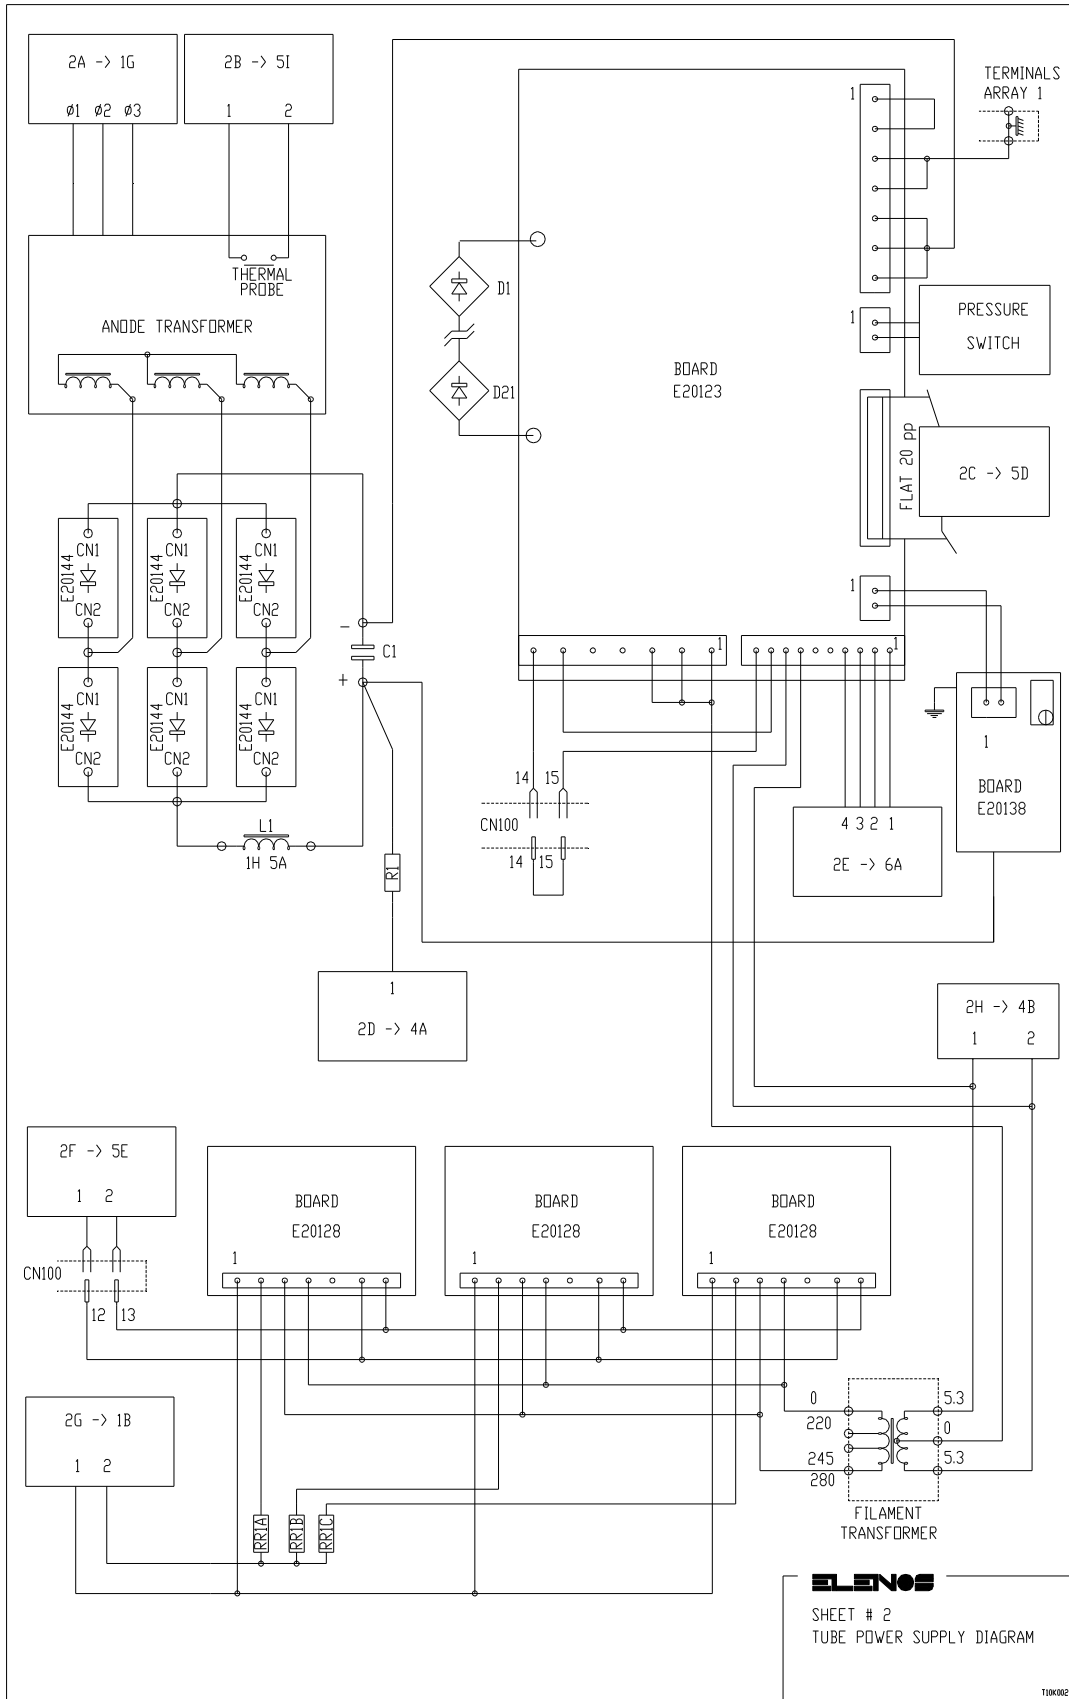 2A -> 1G
Ø1 Ø2 Ø3
2B -> 5I
1 2
TERMINALS
ARRAY 1
1
THERMAL
PROBE
ANODE TRANSFORMER
D1
D21
BOARD
E20123
1
PRESSURE
SWITCH
FLAT 20 pp
2C -> 5D
1
1
1
CN1
E20144
CN2
CN1
E20144
CN2
CN1
E20144
CN2
-
C1
+
CN1
E20144
CN2
CN1
E20144
CN2
CN1
E20144
CN2
L1
1H 5A
R1
14 15
CN100
14 15
1
BOARD
E20138
4 3 2 1
2E -> 6A
1
2D -> 4A
2H -> 4B
1 2
2F -> 5E
1 2
CN100
12 13
BOARD
E20128
1
BOARD
E20128
1
BOARD
E20128
1
2G -> 1B
1 2
RR1A
RR1B
RR1C
0
220
245
280
5.3
0
5.3
FILAMENT
TRANSFORMER
ELENOS
SHEET # 2
TUBE POWER SUPPLY DIAGRAM
T10K002